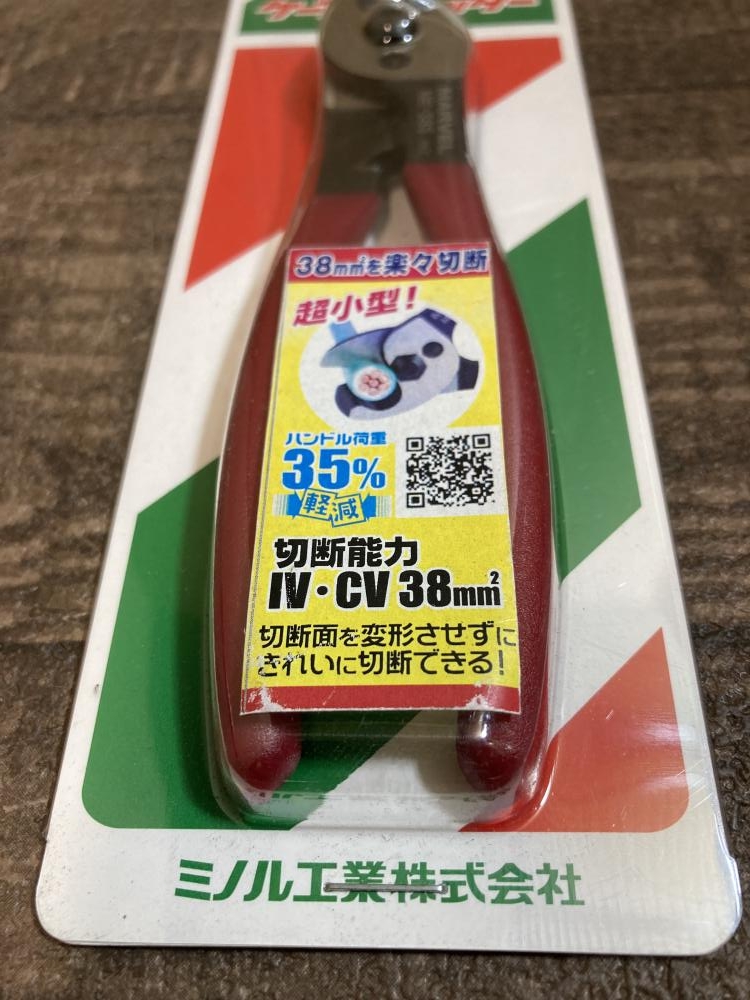 38mm²を楽々切断
超小型!
ハンドル荷重
35%
軽減
切断能力
IV・CV 38mm²
切断面を変形させずに
きれいに切断できる!
ミノル工業株式会社